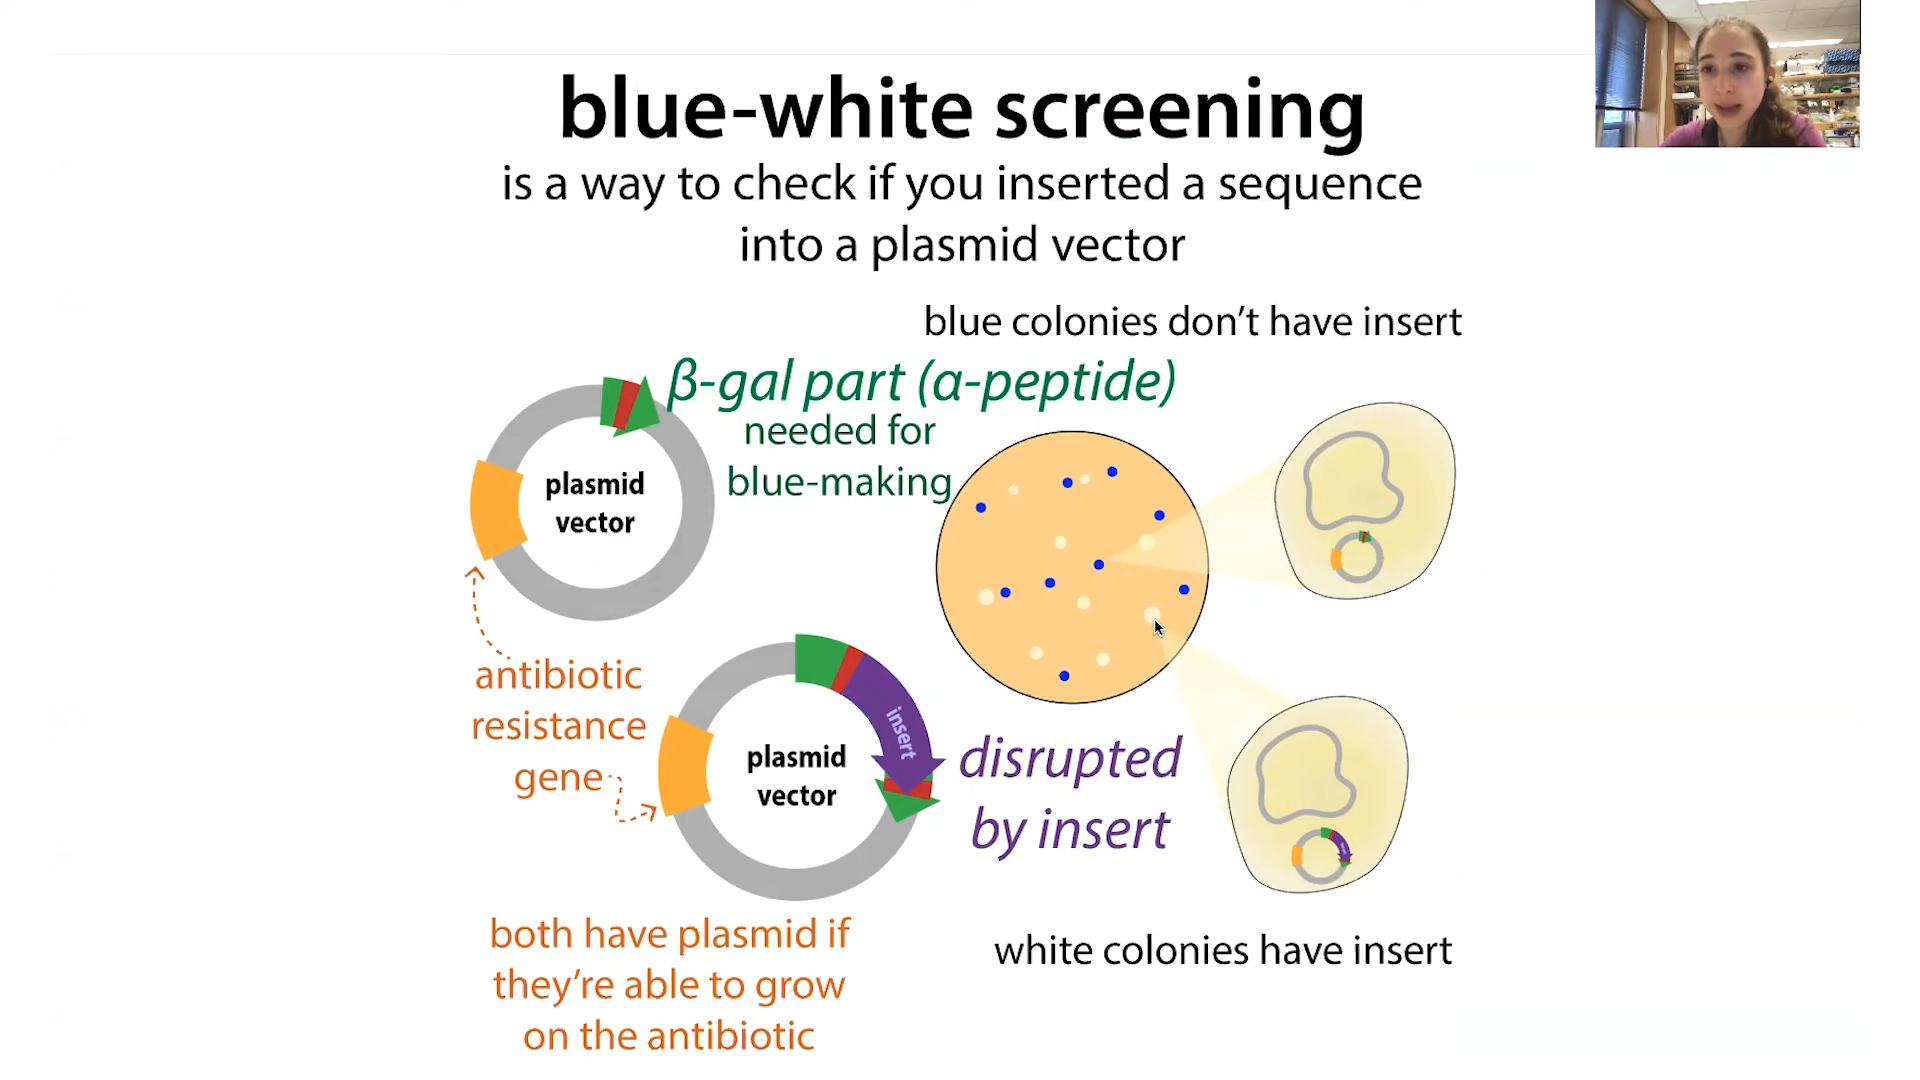 blue-white screening
is a way to check if you inserted a sequence
into a plasmid vector
blue colonies don’t have insert
β-gal part (α-peptide)
needed for
blue-making
plasmid
vector
antibiotic
resistance
gene
plasmid
vector
insert
disrupted
by insert
both have plasmid if
they’re able to grow
on the antibiotic
white colonies have insert